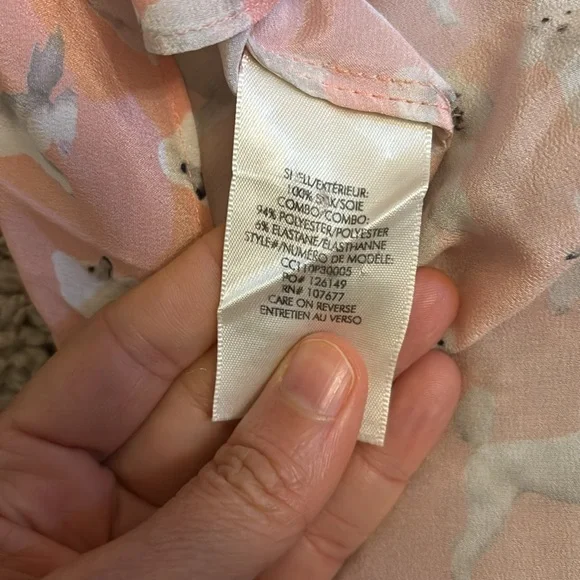 SHELL/EXTÉRIEUR:
100% SILK/SOIE
COMBO/COMBO:
94% POLYESTER/POLYESTER
6% ELASTANE/ÉLASTHANNE
STYLE#/NUMÉRO DE MODÈLE:
CC110P30005
PO# 126149
RN# 107677
CARE ON REVERSE
ENTRETIEN AU VERSO